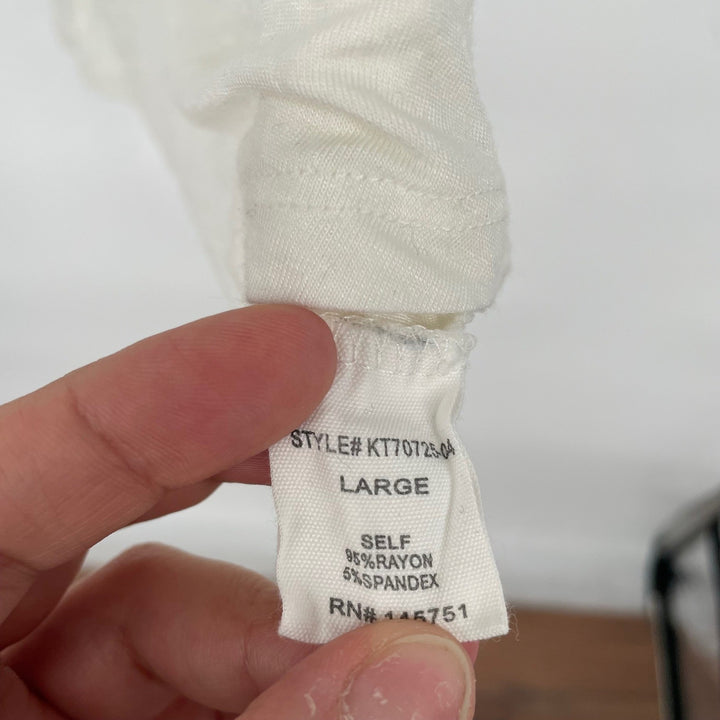 STYLE# KT70725-04
LARGE
SELF
95%RAYON
5%SPANDEX
RN# 145751